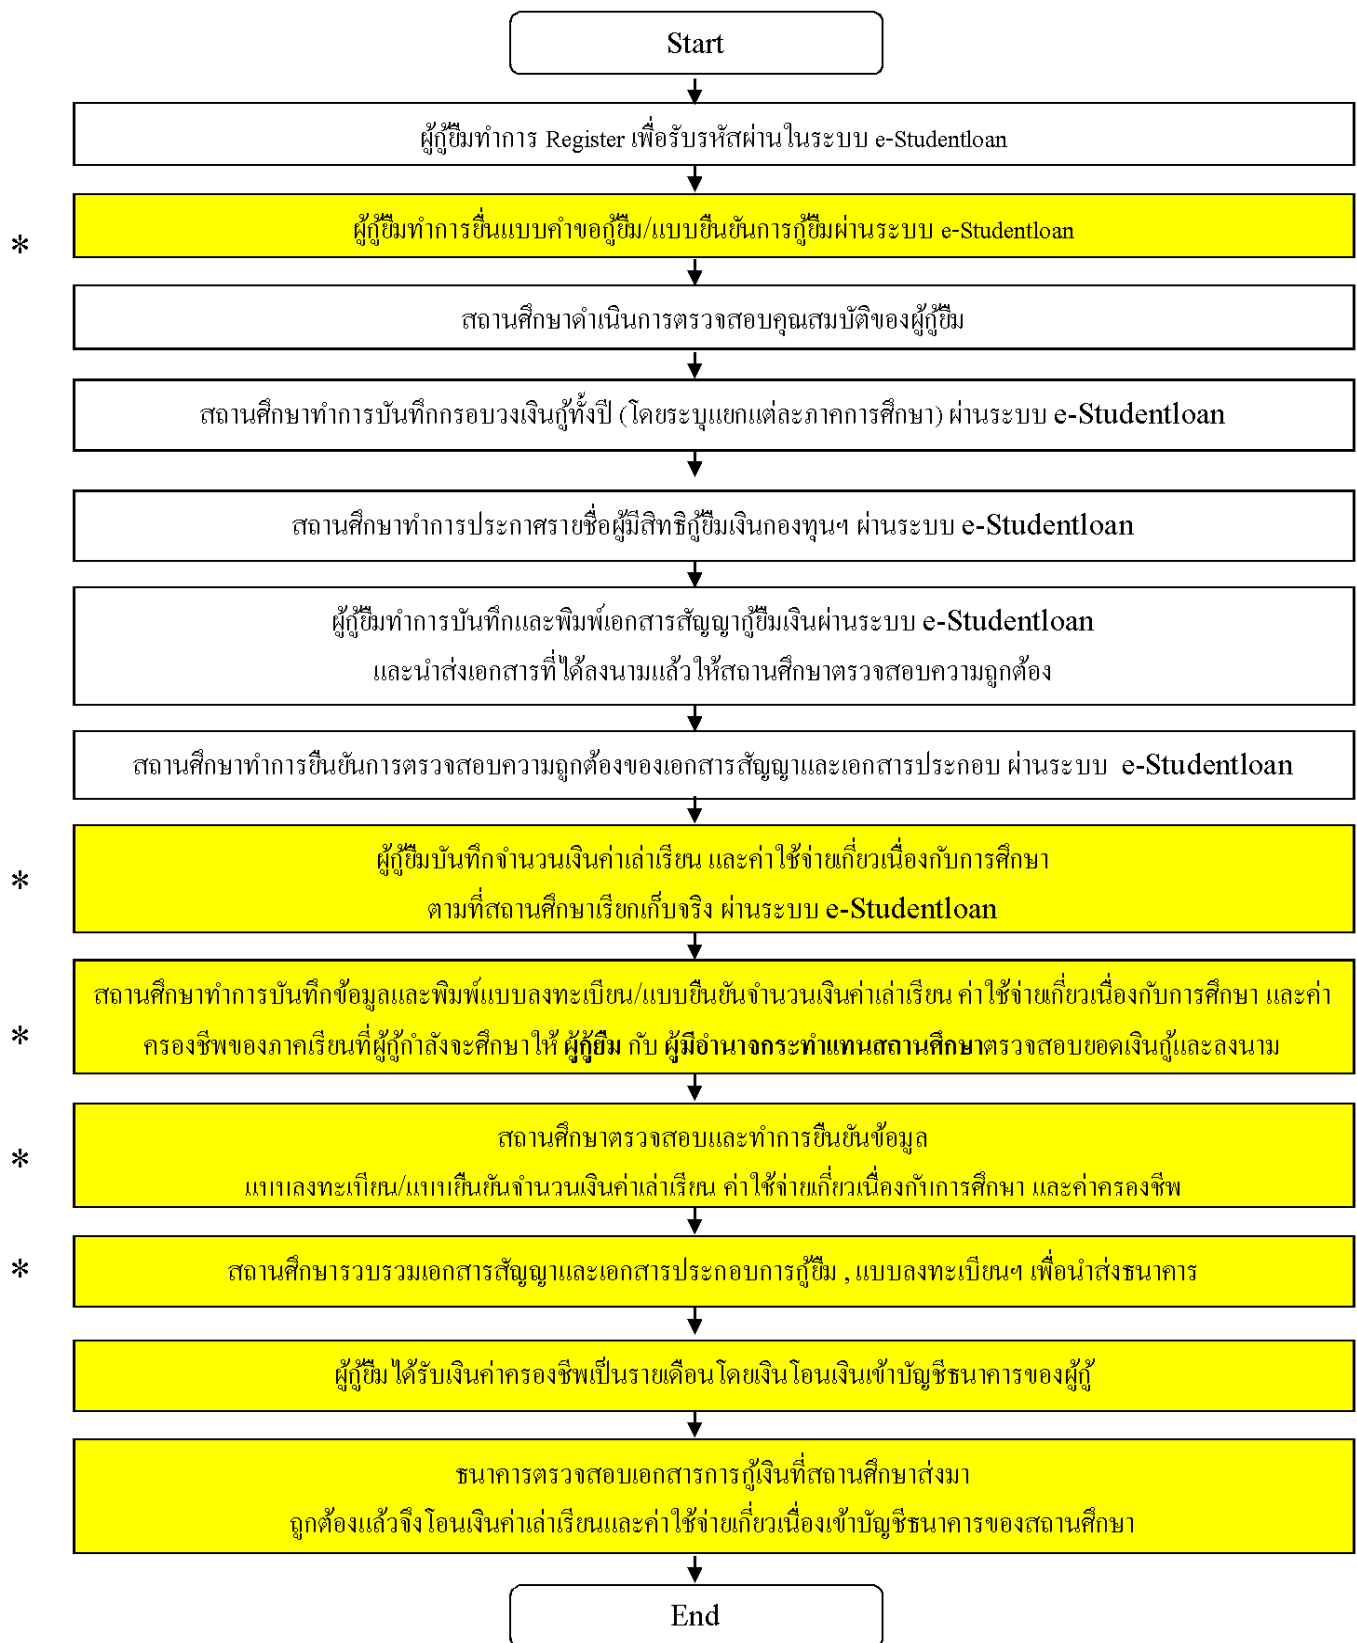 Start
ผู้กู้ยืมทำการ Register เพื่อรับรหัสผ่านในระบบ e-Studentloan
* ผู้กู้ยืมทำการยื่นแบบคำขอกู้ยืม/แบบยืนยันการกู้ยืมผ่านระบบ e-Studentloan
สถานศึกษาดำเนินการตรวจสอบคุณสมบัติของผู้กู้ยืม
สถานศึกษาทำการบันทึกกรอบวงเงินกู้ทั้งปี (โดยระบุแยกแต่ละภาคการศึกษา) ผ่านระบบ e-Studentloan
สถานศึกษาทำการประกาศรายชื่อผู้มีสิทธิกู้ยืมเงินกองทุนฯ ผ่านระบบ e-Studentloan
ผู้กู้ยืมทำการบันทึกและพิมพ์เอกสารสัญญากู้ยืมเงินผ่านระบบ e-Studentloan
และนำส่งเอกสารที่ได้ลงนามแล้วให้สถานศึกษาตรวจสอบความถูกต้อง
สถานศึกษาทำการยืนยันการตรวจสอบความถูกต้องของเอกสารสัญญาและเอกสารประกอบ ผ่านระบบ e-Studentloan
* ผู้กู้ยืมบันทึกจำนวนเงินค่าเล่าเรียน และค่าใช้จ่ายเกี่ยวเนื่องกับการศึกษา
ตามที่สถานศึกษาเรียกเก็บจริง ผ่านระบบ e-Studentloan
* สถานศึกษาทำการบันทึกข้อมูลและพิมพ์แบบลงทะเบียน/แบบยืนยันจำนวนเงินค่าเล่าเรียน ค่าใช้จ่ายเกี่ยวเนื่องกับการศึกษา และค่า
ครองชีพของภาคเรียนที่ผู้กู้กำลังจะศึกษาให้ ผู้กู้ยืม กับ ผู้มีอำนาจกระทำแทนสถานศึกษาตรวจสอบยอดเงินกู้และลงนาม
* สถานศึกษาตรวจสอบและทำการยืนยันข้อมูล
แบบลงทะเบียน/แบบยืนยันจำนวนเงินค่าเล่าเรียน ค่าใช้จ่ายเกี่ยวเนื่องกับการศึกษา และค่าครองชีพ
* สถานศึกษารวบรวมเอกสารสัญญาและเอกสารประกอบการกู้ยืม , แบบลงทะเบียนฯ เพื่อนำส่งธนาคาร
ผู้กู้ยืมได้รับเงินค่าครองชีพเป็นรายเดือนโดยเงินโอนเงินเข้าบัญชีธนาคารของผู้กู้
ธนาคารตรวจสอบเอกสารการกู้เงินที่สถานศึกษาส่งมา
ถูกต้องแล้วจึงโอนเงินค่าเล่าเรียนและค่าใช้จ่ายเกี่ยวเนื่องเข้าบัญชีธนาคารของสถานศึกษา
End